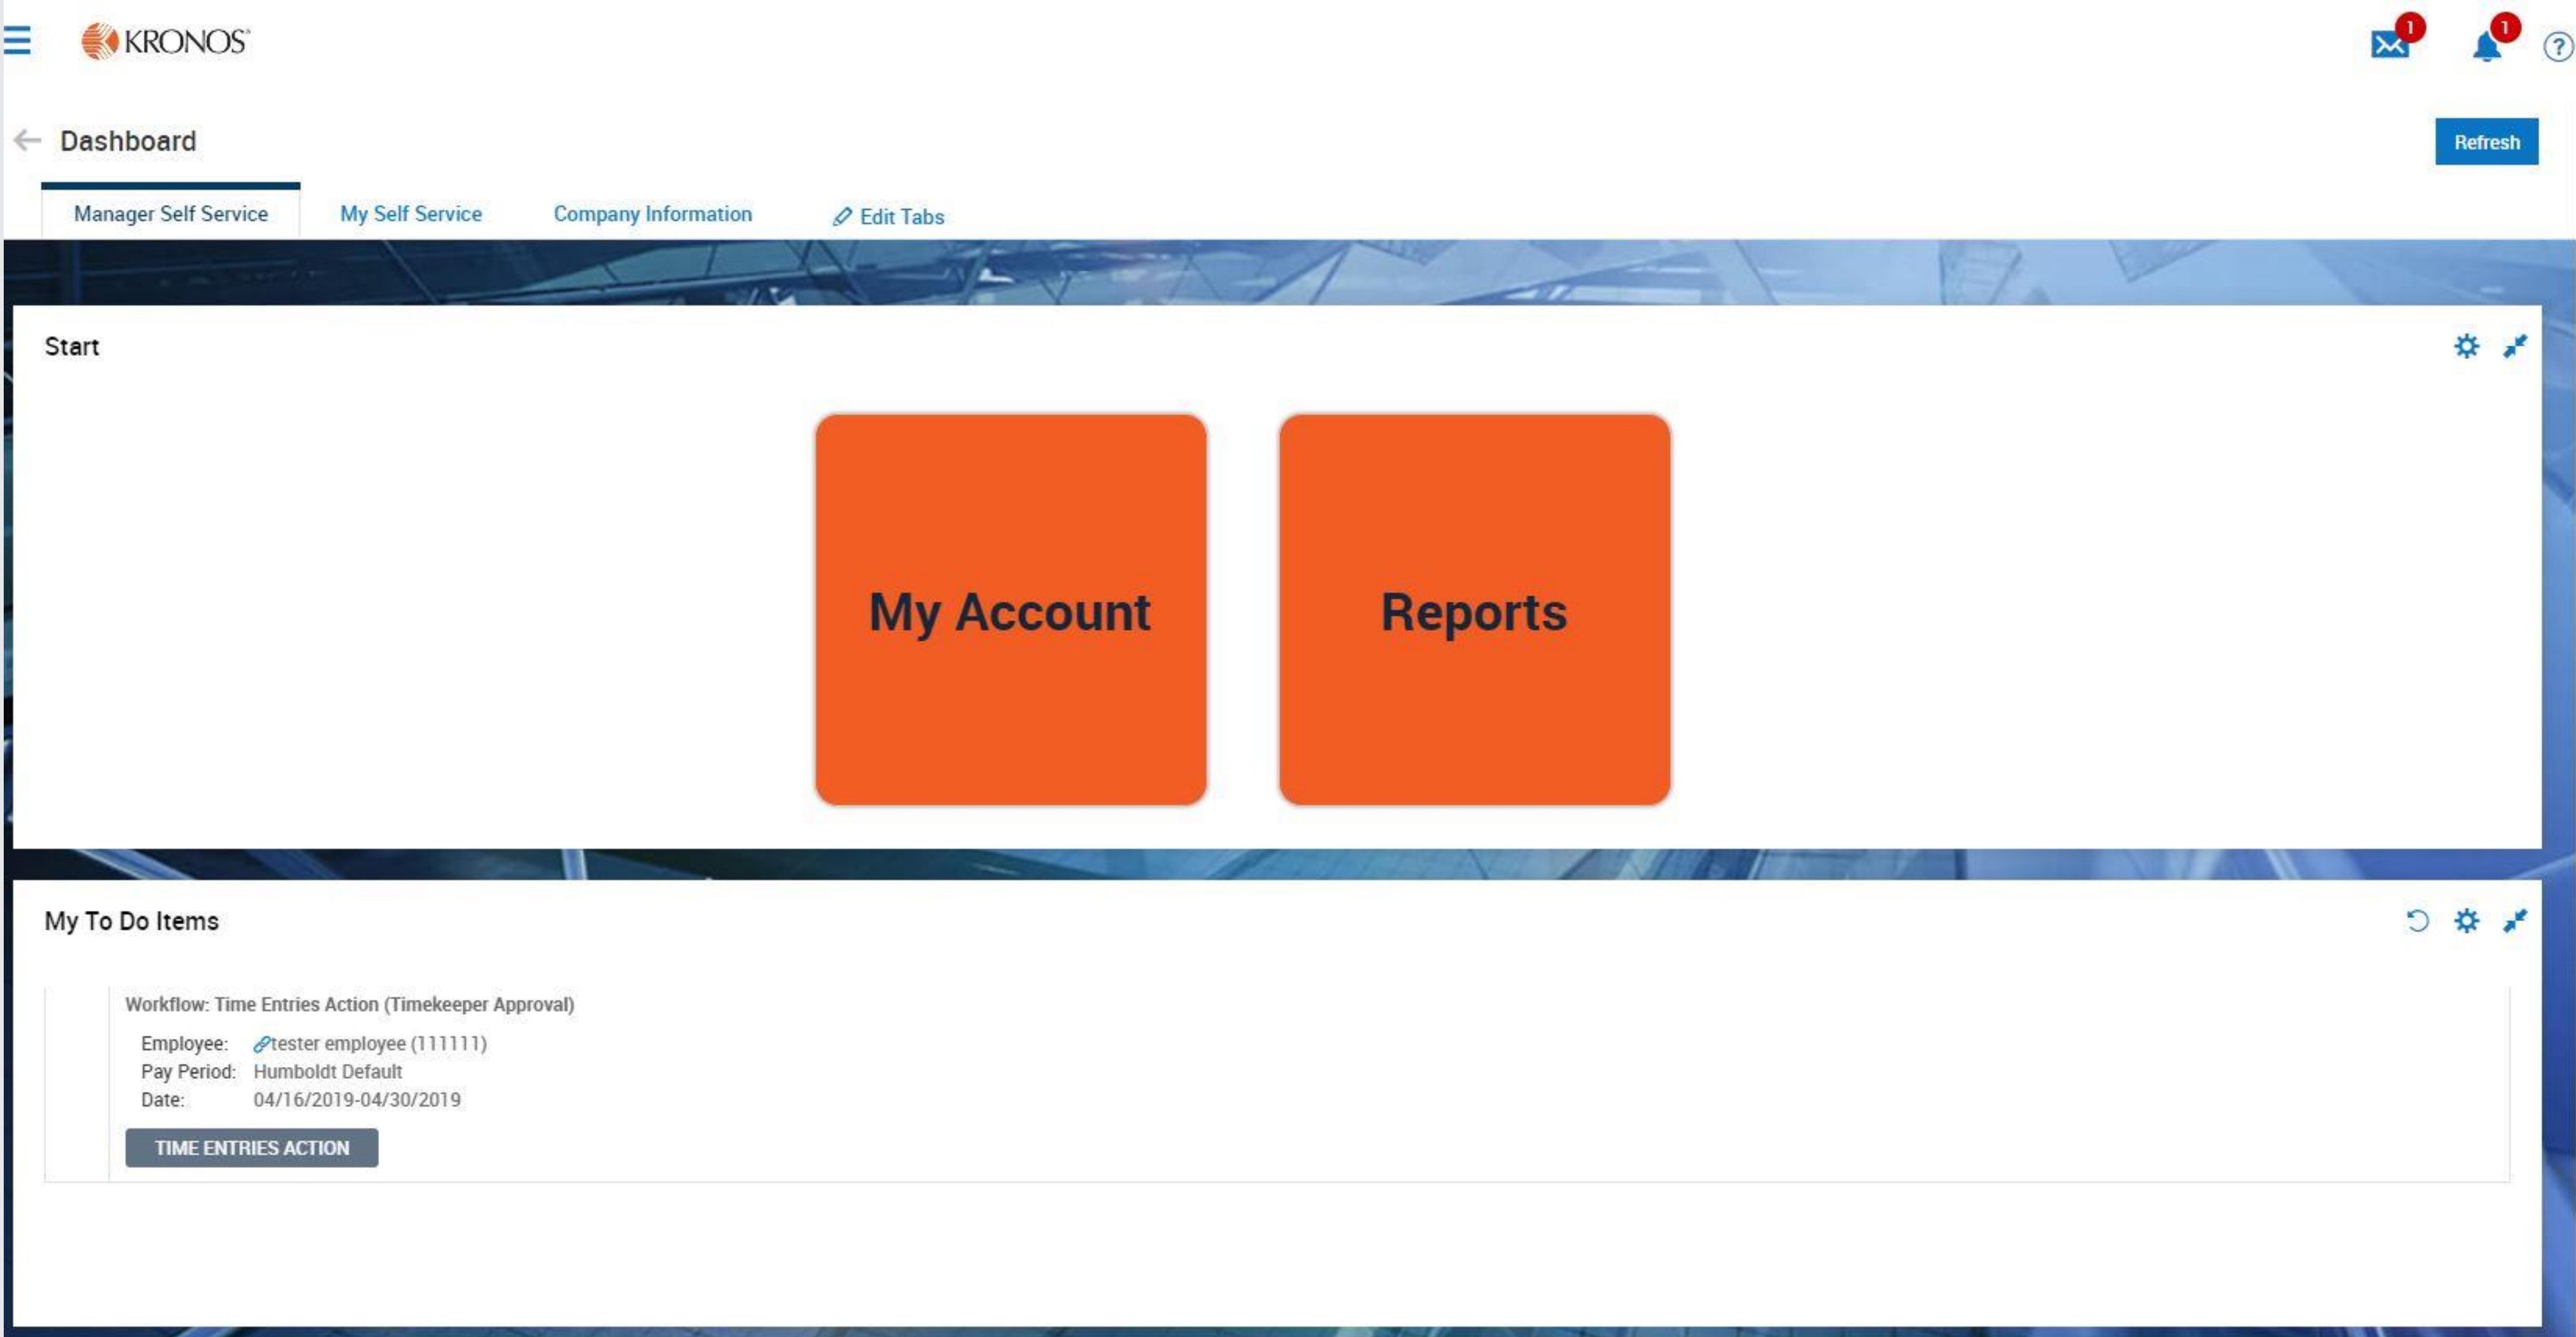 KRONOS
1
1
?
Dashboard
Refresh
Manager Self Service
My Self Service
Company Information
Edit Tabs
Start
My Account
Reports
My To Do Items
Workflow: Time Entries Action (Timekeeper Approval)
Employee: tester employee (111111)
Pay Period: Humboldt Default
Date: 04/16/2019-04/30/2019
TIME ENTRIES ACTION